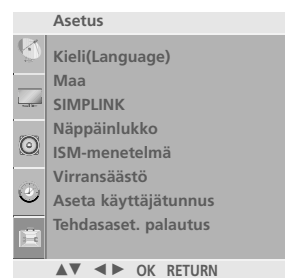 Asetus
Kieli(Language)
Maa
SIMPLINK
Näppäinlukko
ISM-menetelmä
Virransäästö
Aseta käyttäjätunnus
Tehdasaset. palautus
▲▼ ◄► OK RETURN